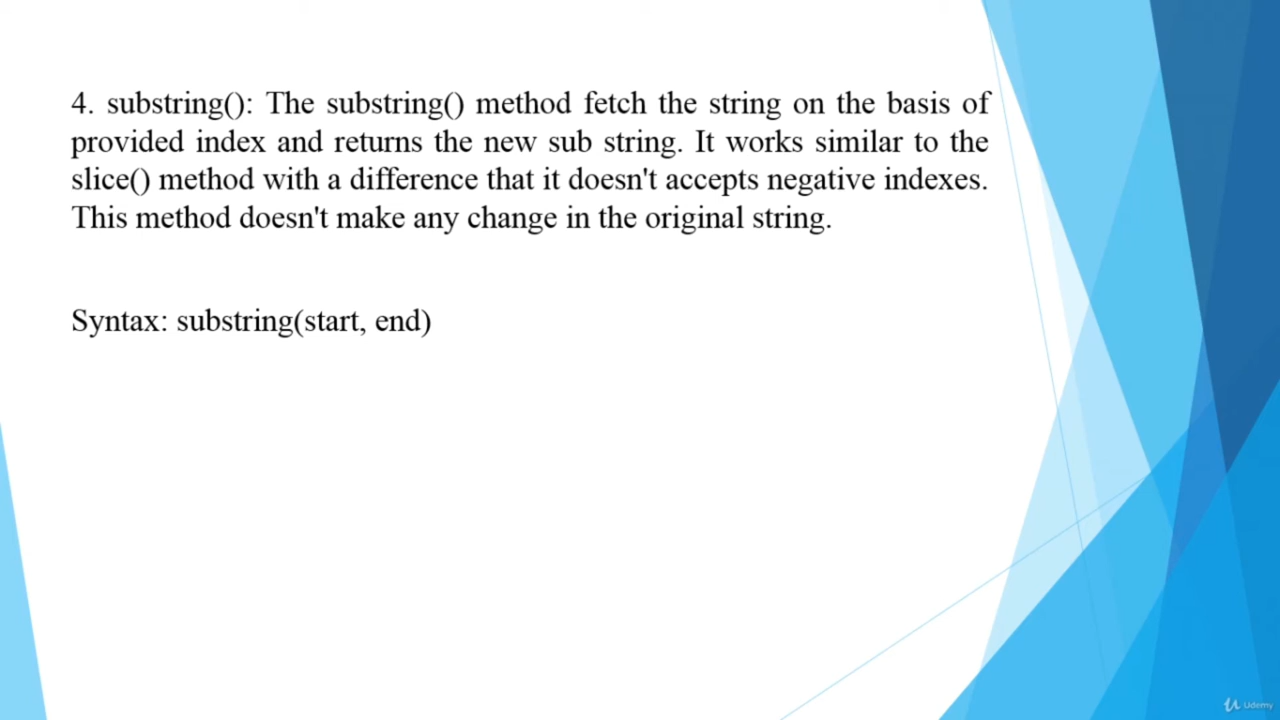 4. substring(): The substring() method fetch the string on the basis of
provided index and returns the new sub string. It works similar to the
slice() method with a difference that it doesn't accepts negative indexes.
This method doesn't make any change in the original string.
Syntax: substring(start, end)
Udemy